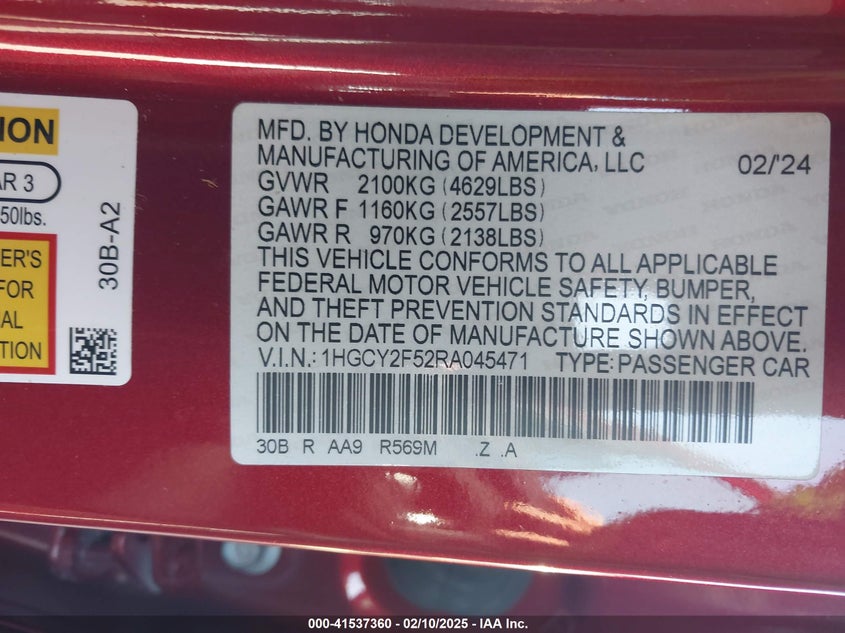 ION
AR 3
50lbs.
ER'S
FOR
AL
TION
30B-A2
MFD. BY HONDA DEVELOPMENT &
MANUFACTURING OF AMERICA, LLC 02/'24
GVWR 2100KG (4629LBS)
GAWR F 1160KG (2557LBS)
GAWR R 970KG (2138LBS)
THIS VEHICLE CONFORMS TO ALL APPLICABLE
FEDERAL MOTOR VEHICLE SAFETY, BUMPER,
AND THEFT PREVENTION STANDARDS IN EFFECT
ON THE DATE OF MANUFACTURE SHOWN ABOVE.
V.I.N.: 1HGCY2F52RA045471 TYPE: PASSENGER CAR
30B R AA9 R569M .Z .A
000-41537360 - 02/10/2025 - IAA Inc.